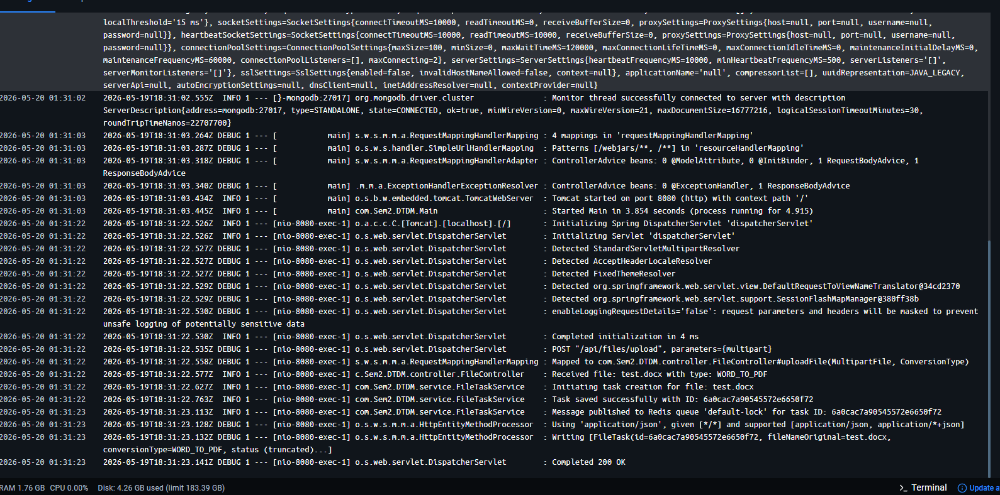 localThreshold='15 ms'}, socketSettings=SocketSettings{connectTimeoutMS=10000, readTimeoutMS=0, receiveBufferSize=0, proxySettings=ProxySettings{host=null, port=null, username=null,
password=null}}, heartbeatSocketSettings=SocketSettings{connectTimeoutMS=10000, readTimeoutMS=10000, receiveBufferSize=0, proxySettings=ProxySettings{host=null, port=null, username=null,
password=null}}, connectionPoolSettings=ConnectionPoolSettings{maxSize=100, minSize=0, maxWaitTimeMS=120000, maxConnectionLifeTimeMS=0, maxConnectionIdleTimeMS=0, maintenanceInitialDelayMS=0,
maintenanceFrequencyMS=60000, connectionPoolListeners=[], maxConnecting=2}, serverSettings=ServerSettings{heartbeatFrequencyMS=10000, minHeartbeatFrequencyMS=500, serverListeners='[]',
serverMonitorListeners='[]'}, sslSettings=SslSettings{enabled=false, invalidHostNameAllowed=false, context=null}, applicationName='null', compressorList=[], uuidRepresentation=JAVA_LEGACY,
serverApi=null, autoEncryptionSettings=null, dnsClient=null, inetAddressResolver=null, contextProvider=null}
2026-05-20 01:31:02 2026-05-19T18:31:02.555Z  INFO 1 --- [}-mongodb:27017] org.mongodb.driver.cluster               : Monitor thread successfully connected to server with description
ServerDescription{address=mongodb:27017, type=STANDALONE, state=CONNECTED, ok=true, minWireVersion=0, maxWireVersion=21, maxDocumentSize=16777216, logicalSessionTimeoutMinutes=30,
roundTripTimeNanos=22707700}
2026-05-20 01:31:03 2026-05-19T18:31:03.264Z DEBUG 1 --- [           main] s.w.s.m.m.a.RequestMappingHandlerMapping : 4 mappings in 'requestMappingHandlerMapping'
2026-05-20 01:31:03 2026-05-19T18:31:03.287Z DEBUG 1 --- [           main] o.s.w.s.handler.SimpleUrlHandlerMapping  : Patterns [/webjars/**, /**] in 'resourceHandlerMapping'
2026-05-20 01:31:03 2026-05-19T18:31:03.318Z DEBUG 1 --- [           main] s.w.s.m.m.a.RequestMappingHandlerAdapter : ControllerAdvice beans: 0 @ModelAttribute, 0 @InitBinder, 1 RequestBodyAdvice, 1
ResponseBodyAdvice
2026-05-20 01:31:03 2026-05-19T18:31:03.340Z DEBUG 1 --- [           main] .m.m.a.ExceptionHandlerExceptionResolver : ControllerAdvice beans: 0 @ExceptionHandler, 1 ResponseBodyAdvice
2026-05-20 01:31:03 2026-05-19T18:31:03.434Z  INFO 1 --- [           main] o.s.b.w.embedded.tomcat.TomcatWebServer  : Tomcat started on port 8080 (http) with context path '/'
2026-05-20 01:31:03 2026-05-19T18:31:03.445Z  INFO 1 --- [           main] com.Sem2.DTDM.Main                       : Started Main in 3.854 seconds (process running for 4.915)
2026-05-20 01:31:22 2026-05-19T18:31:22.526Z  INFO 1 --- [nio-8080-exec-1] o.a.c.c.C.[Tomcat].[localhost].[/]       : Initializing Spring DispatcherServlet 'dispatcherServlet'
2026-05-20 01:31:22 2026-05-19T18:31:22.526Z  INFO 1 --- [nio-8080-exec-1] o.s.web.servlet.DispatcherServlet        : Initializing Servlet 'dispatcherServlet'
2026-05-20 01:31:22 2026-05-19T18:31:22.527Z DEBUG 1 --- [nio-8080-exec-1] o.s.web.servlet.DispatcherServlet        : Detected StandardServletMultipartResolver
2026-05-20 01:31:22 2026-05-19T18:31:22.527Z DEBUG 1 --- [nio-8080-exec-1] o.s.web.servlet.DispatcherServlet        : Detected AcceptHeaderLocaleResolver
2026-05-20 01:31:22 2026-05-19T18:31:22.527Z DEBUG 1 --- [nio-8080-exec-1] o.s.web.servlet.DispatcherServlet        : Detected FixedThemeResolver
2026-05-20 01:31:22 2026-05-19T18:31:22.529Z DEBUG 1 --- [nio-8080-exec-1] o.s.web.servlet.DispatcherServlet        : Detected org.springframework.web.servlet.view.DefaultRequestToViewNameTranslator@34cd2370
2026-05-20 01:31:22 2026-05-19T18:31:22.529Z DEBUG 1 --- [nio-8080-exec-1] o.s.web.servlet.DispatcherServlet        : Detected org.springframework.web.servlet.support.SessionFlashMapManager@380ff38b
2026-05-20 01:31:22 2026-05-19T18:31:22.530Z DEBUG 1 --- [nio-8080-exec-1] o.s.web.servlet.DispatcherServlet        : enableLoggingRequestDetails='false': request parameters and headers will be masked to prevent
unsafe logging of potentially sensitive data
2026-05-20 01:31:22 2026-05-19T18:31:22.530Z  INFO 1 --- [nio-8080-exec-1] o.s.web.servlet.DispatcherServlet        : Completed initialization in 4 ms
2026-05-20 01:31:22 2026-05-19T18:31:22.535Z DEBUG 1 --- [nio-8080-exec-1] o.s.web.servlet.DispatcherServlet        : POST "/api/files/upload", parameters={multipart}
2026-05-20 01:31:22 2026-05-19T18:31:22.558Z DEBUG 1 --- [nio-8080-exec-1] s.w.s.m.m.a.RequestMappingHandlerMapping : Mapped to com.Sem2.DTDM.controller.FileController#uploadFile(MultipartFile, ConversionType)
2026-05-20 01:31:22 2026-05-19T18:31:22.577Z  INFO 1 --- [nio-8080-exec-1] c.Sem2.DTDM.controller.FileController    : Received file: test.docx with type: WORD_TO_PDF
2026-05-20 01:31:22 2026-05-19T18:31:22.627Z  INFO 1 --- [nio-8080-exec-1] com.Sem2.DTDM.service.FileTaskService    : Initiating task creation for file: test.docx
2026-05-20 01:31:22 2026-05-19T18:31:22.763Z  INFO 1 --- [nio-8080-exec-1] com.Sem2.DTDM.service.FileTaskService    : Task saved successfully with ID: 6a0cac7a90545572e6650f72
2026-05-20 01:31:23 2026-05-19T18:31:23.113Z  INFO 1 --- [nio-8080-exec-1] com.Sem2.DTDM.service.FileTaskService    : Message published to Redis queue 'default-lock' for task ID: 6a0cac7a90545572e6650f72
2026-05-20 01:31:23 2026-05-19T18:31:23.128Z DEBUG 1 --- [nio-8080-exec-1] o.s.w.s.m.m.a.HttpEntityMethodProcessor  : Using 'application/json', given [*/*] and supported [application/json, application/*+json]
2026-05-20 01:31:23 2026-05-19T18:31:23.132Z DEBUG 1 --- [nio-8080-exec-1] o.s.w.s.m.m.a.HttpEntityMethodProcessor  : Writing [FileTask(id=6a0cac7a90545572e6650f72, fileNameOriginal=test.docx,
conversionType=WORD_TO_PDF, status (truncated)...]
2026-05-20 01:31:23 2026-05-19T18:31:23.141Z DEBUG 1 --- [nio-8080-exec-1] o.s.web.servlet.DispatcherServlet        : Completed 200 OK
RAM 1.76 GB CPU 0.00% Disk: 4.26 GB used (limit 183.39 GB) Terminal Update